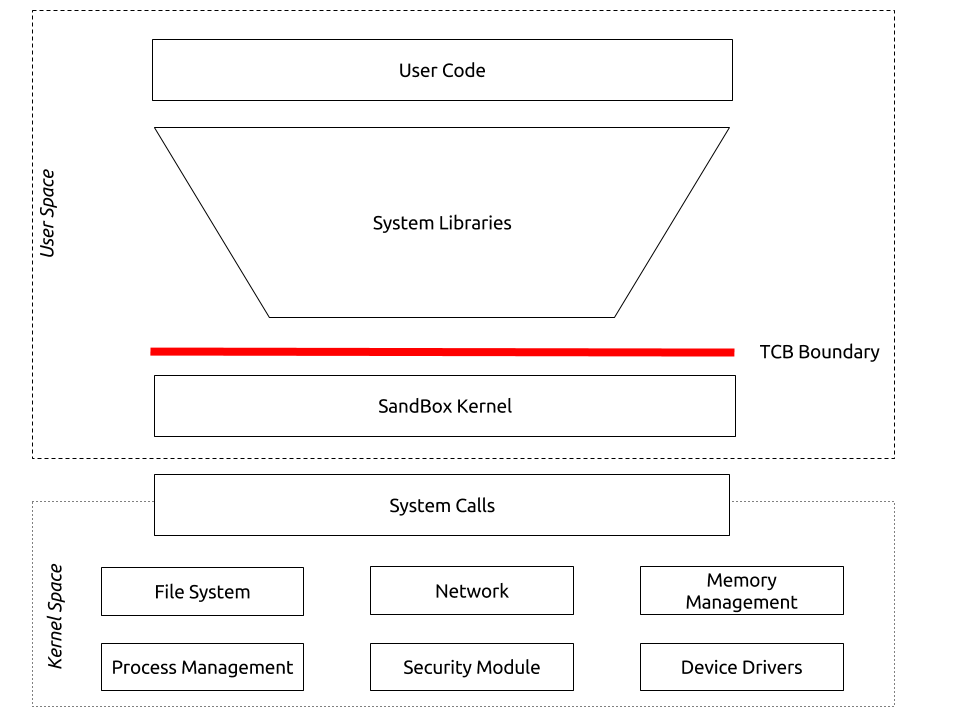 User Code
User Space
System Libraries
TCB Boundary
SandBox Kernel
System Calls
Kernel Space
File System
Network
Memory
Management
Process Management
Security Module
Device Drivers